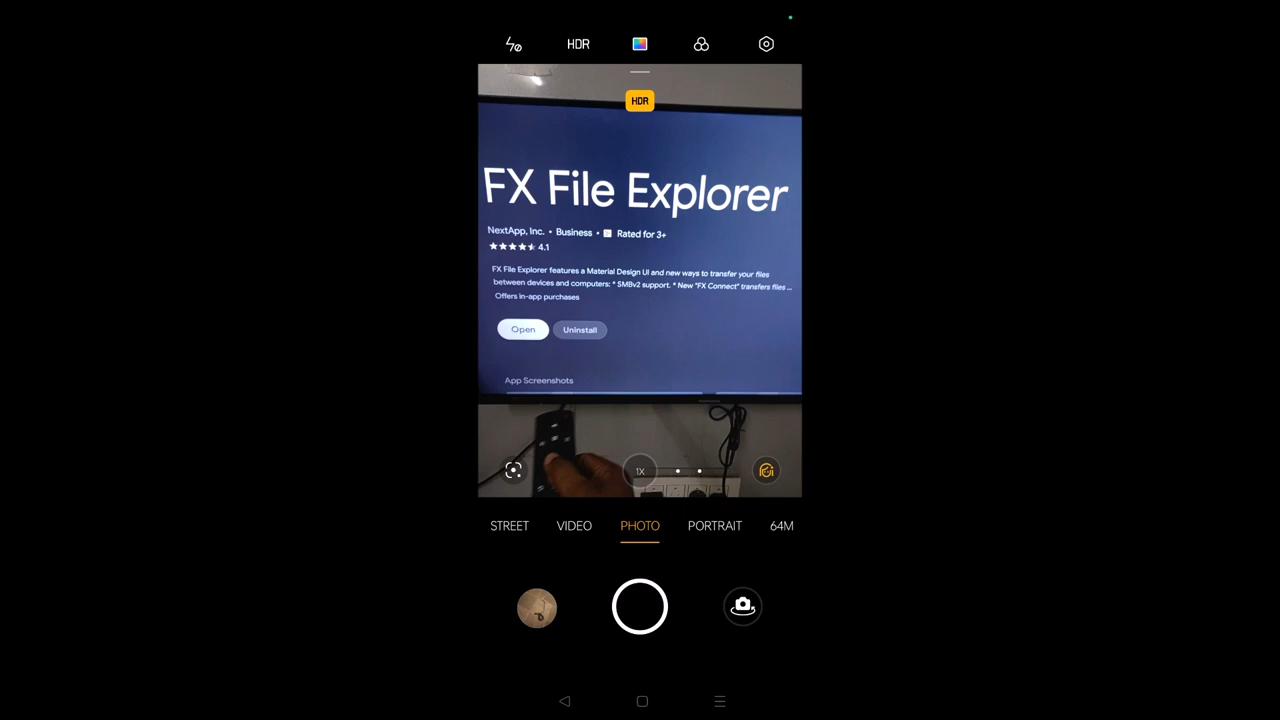 HDR
HDR
FX File Explorer
NextApp, Inc. • Business • Rated for 3+
4.1
FX File Explorer features a Material Design UI and new ways to transfer your files
between devices and computers: * SMBv2 support. * New "FX Connect" transfers files ...
Offers in-app purchases
Open Uninstall
App Screenshots
1X
STREET VIDEO PHOTO PORTRAIT 64M